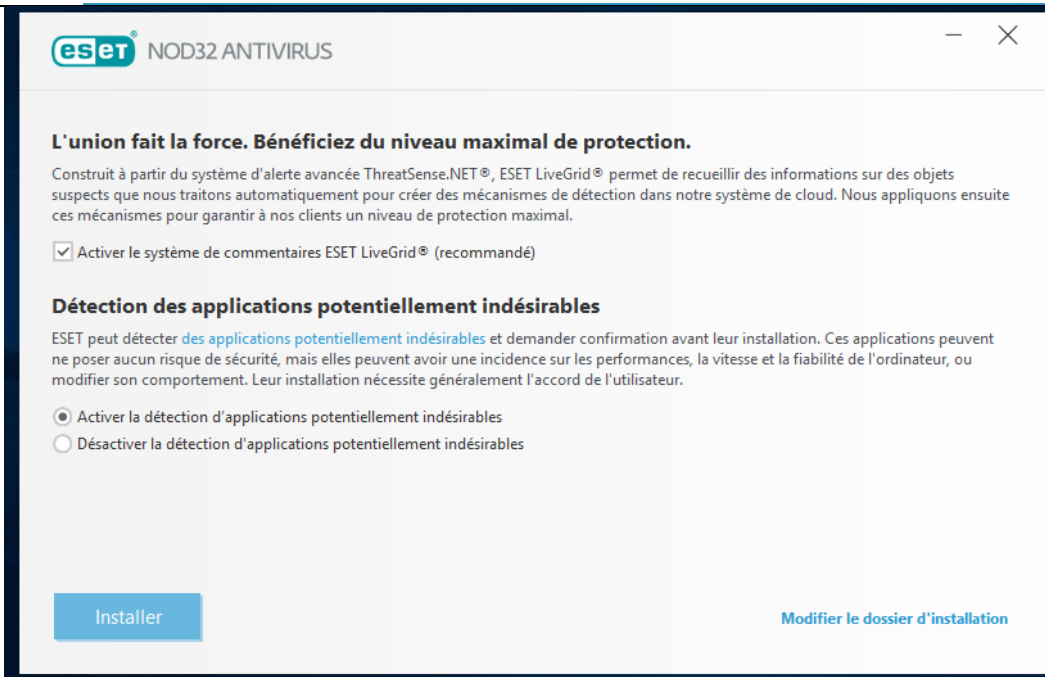 eset® NOD32 ANTIVIRUS
L'union fait la force. Bénéficiez du niveau maximal de protection.
Construit à partir du système d'alerte avancée ThreatSense.NET®, ESET LiveGrid® permet de recueillir des informations sur des objets
suspects que nous traitons automatiquement pour créer des mécanismes de détection dans notre système de cloud. Nous appliquons ensuite
ces mécanismes pour garantir à nos clients un niveau de protection maximal.
Activer le système de commentaires ESET LiveGrid® (recommandé)
Détection des applications potentiellement indésirables
ESET peut détecter des applications potentiellement indésirables et demander confirmation avant leur installation. Ces applications peuvent
ne poser aucun risque de sécurité, mais elles peuvent avoir une incidence sur les performances, la vitesse et la fiabilité de l'ordinateur, ou
modifier son comportement. Leur installation nécessite généralement l'accord de l'utilisateur.
Activer la détection d'applications potentiellement indésirables
Désactiver la détection d'applications potentiellement indésirables
Installer
Modifier le dossier d'installation